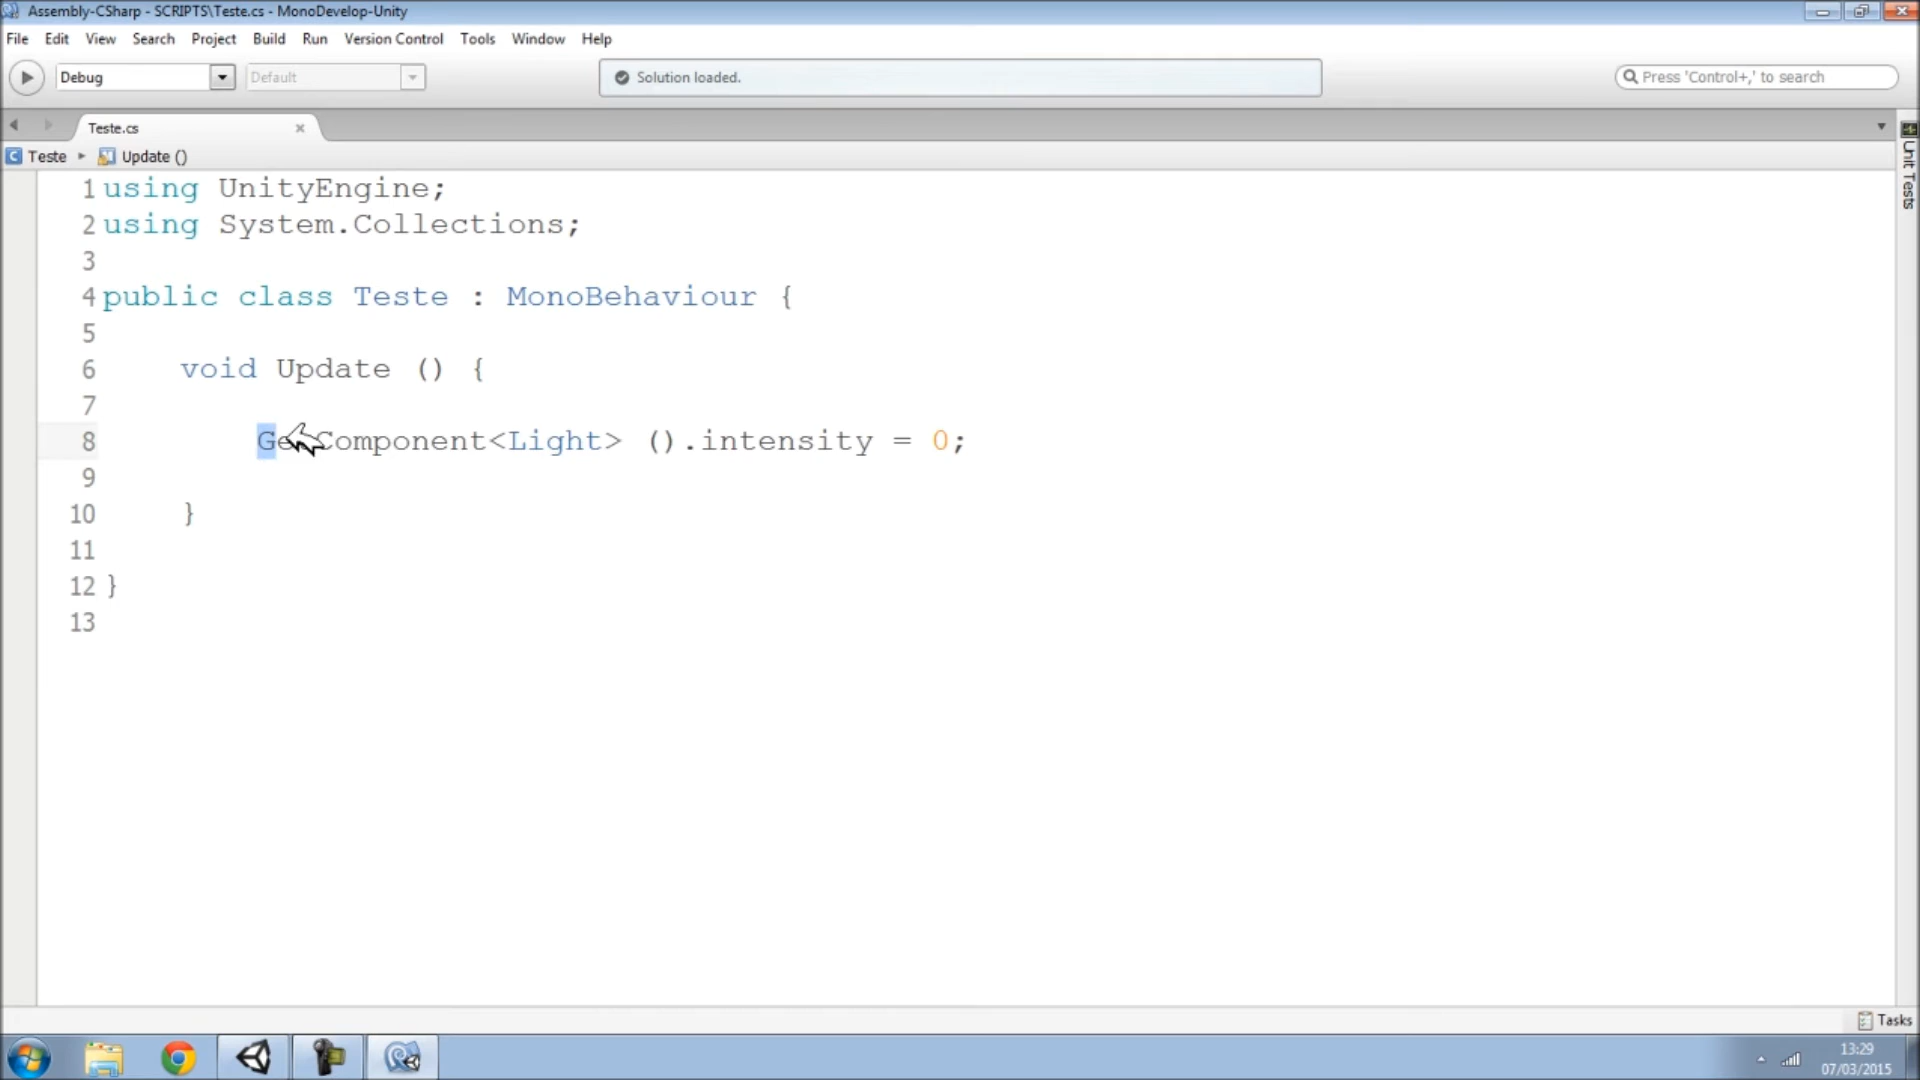 Assembly-CSharp - SCRIPTS\Teste.cs - MonoDevelop-Unity
File Edit View Search Project Build Run Version Control Tools Window Help
Debug Default Solution loaded. Press 'Control+,' to search
Teste.cs
Teste Update ()
Unit Tests
1 using UnityEngine;
2 using System.Collections;
3
4 public class Teste : MonoBehaviour {
5
6 void Update () {
7
8 GetComponent<Light> ().intensity = 0;
9
10 }
11
12 }
13
Tasks
13:29
07/03/2015